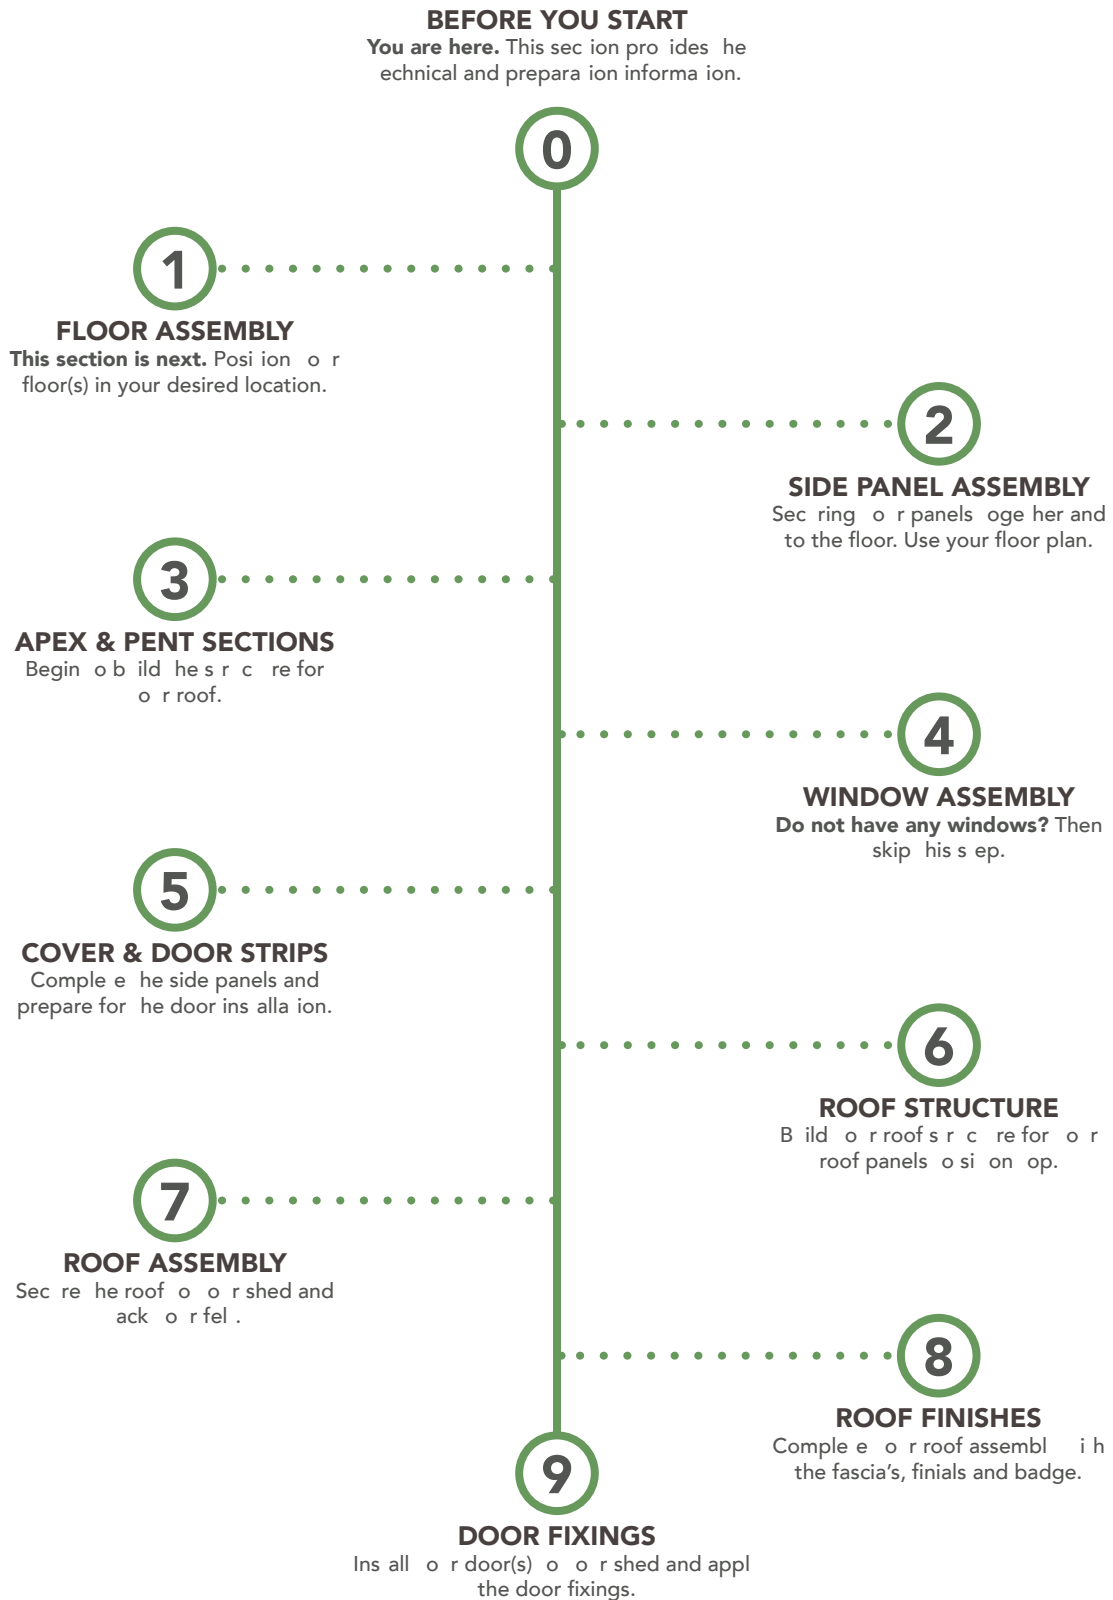 BEFORE YOU START
You are here. This sec ion pro ides he
echnical and prepara ion informa ion.
0
1
FLOOR ASSEMBLY
This section is next. Posi ion o r
floor(s) in your desired location.
2
SIDE PANEL ASSEMBLY
Sec ring o r panels oge her and
to the floor. Use your floor plan.
3
APEX & PENT SECTIONS
Begin o b ild he s r c re for
o r roof.
4
WINDOW ASSEMBLY
Do not have any windows? Then
skip his s ep.
5
COVER & DOOR STRIPS
Comple e he side panels and
prepare for he door ins alla ion.
6
ROOF STRUCTURE
B ild o r roof s r c re for o r
roof panels o si on op.
7
ROOF ASSEMBLY
Sec re he roof o o r shed and
ack o r fel .
8
ROOF FINISHES
Comple e o r roof assembl i h
the fascia's, finials and badge.
9
DOOR FIXINGS
Ins all o r door(s) o o r shed and appl
the door fixings.